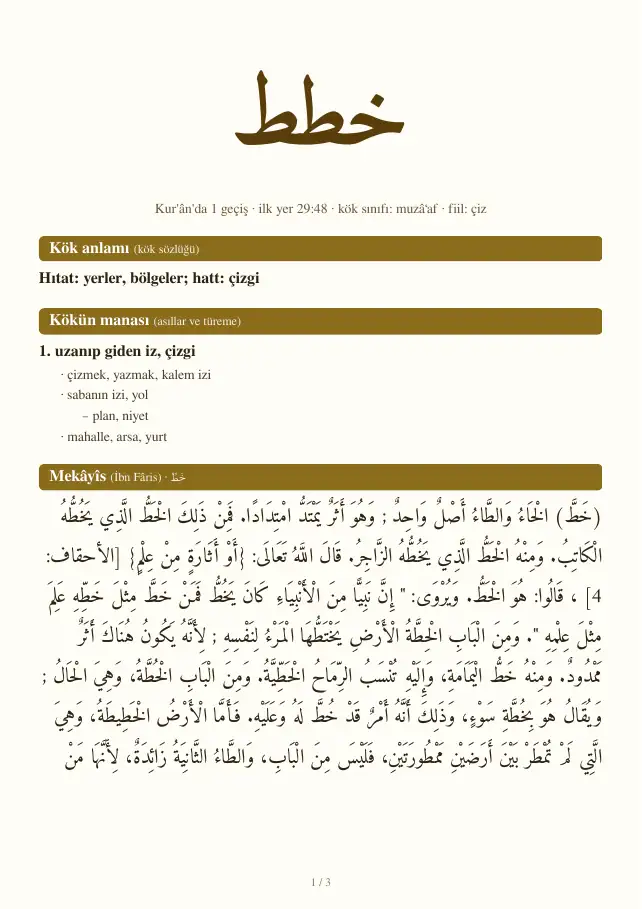 خطط
Kur'ân'da 1 geçiş · ilk yer 29:48 · kök sınıfı: muzâ'af · fiil: çiz
Kök anlamı (kök sözlüğü)
Hıtat: yerler, bölgeler; hatt: çizgi
Kökün manası (asıllar ve türeme)
1. uzanıp giden iz, çizgi
· çizmek, yazmak, kalem izi
· sabanın izi, yol
– plan, niyet
· mahalle, arsa, yurt
Mekâyîs (İbn Fâris) · خَطّ
(خَطَّ) الْخَاءُ وَالطَّاءُ أَصْلٌ وَاحِدٌ ; وَهُوَ أَثَرٌ يَمْتَدُّ امْتِدَادًا. فَمِنْ ذَلِكَ الْخَطُّ الَّذِي يَخُطُّهُ
الْكَاتِبُ. وَمِنْهُ الْخَطُّ الَّذِي يَخُطُّهُ الزَّاجِرُ. قَالَ اللَّهُ تَعَالَى: {أَوْ أَثَارَةٍ مِنْ عِلْمٍ} [الأحقاف:
4] ، قَالُوا: هُوَ الْخَطُّ. وَيُرْوَى: " إِنَّ نَبِيًّا مِنَ الْأَنْبِيَاءِ كَانَ يَخُطُّ فَمَنْ خَطَّ مِثْلَ خَطِّهِ عَلِمَ
مِثْلَ عِلْمِهِ ". وَمِنَ الْبَابِ الْخِطَّةُ الْأَرْضِ يَخْتَطُّهَا الْمَرْءُ لِنَفْسِهِ ; لِأَنَّهُ يَكُونُ هُنَاكَ أَثَرٌ
مَمْدُودٌ. وَمِنْهُ خَطُّ الْيَمَامَةِ، وَإِلَيْهِ تُنْسَبُ الرِّمَاحُ الْخَطِّيَّةُ. وَمِنَ الْبَابِ الْخُطَّةُ، وَهِيَ الْحَالُ ;
وَيُقَالُ هُوَ بِخُطَّةِ سَوْءٍ، وَذَلِكَ أَنَّهُ أَمْرٌ قَدْ خُطَّ لَهُ وَعَلَيْهِ. فَأَمَّا الْأَرْضُ الْخَطِيطَةُ، وَهِيَ
الَّتِي لَمْ تُمْطَرْ بَيْنَ أَرَضَيْنِ مَمْطُورَتَيْنِ، فَلَيْسَ مِنَ الْبَابِ، وَالطَّاءُ الثَّانِيَةُ زَائِدَةٌ، لِأَنَّهَا مَنْ
1 / 3